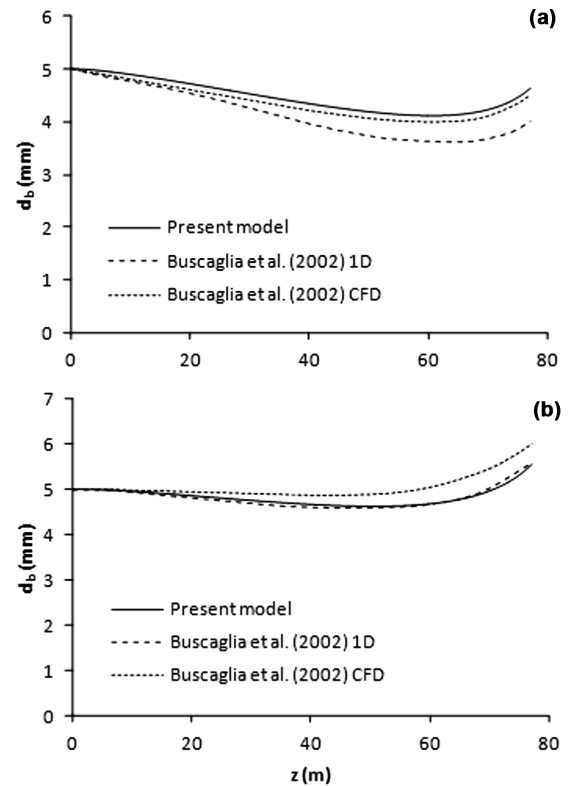 (a)
6
5
4
3
2
1
0
d_b (mm)
Present model
Buscaglia et al. (2002) 1D
Buscaglia et al. (2002) CFD
0 20 40 60 80
(b)
7
6
5
4
3
2
1
0
d_b (mm)
Present model
Buscaglia et al. (2002) 1D
Buscaglia et al. (2002) CFD
0 20 40 60 80
z (m)